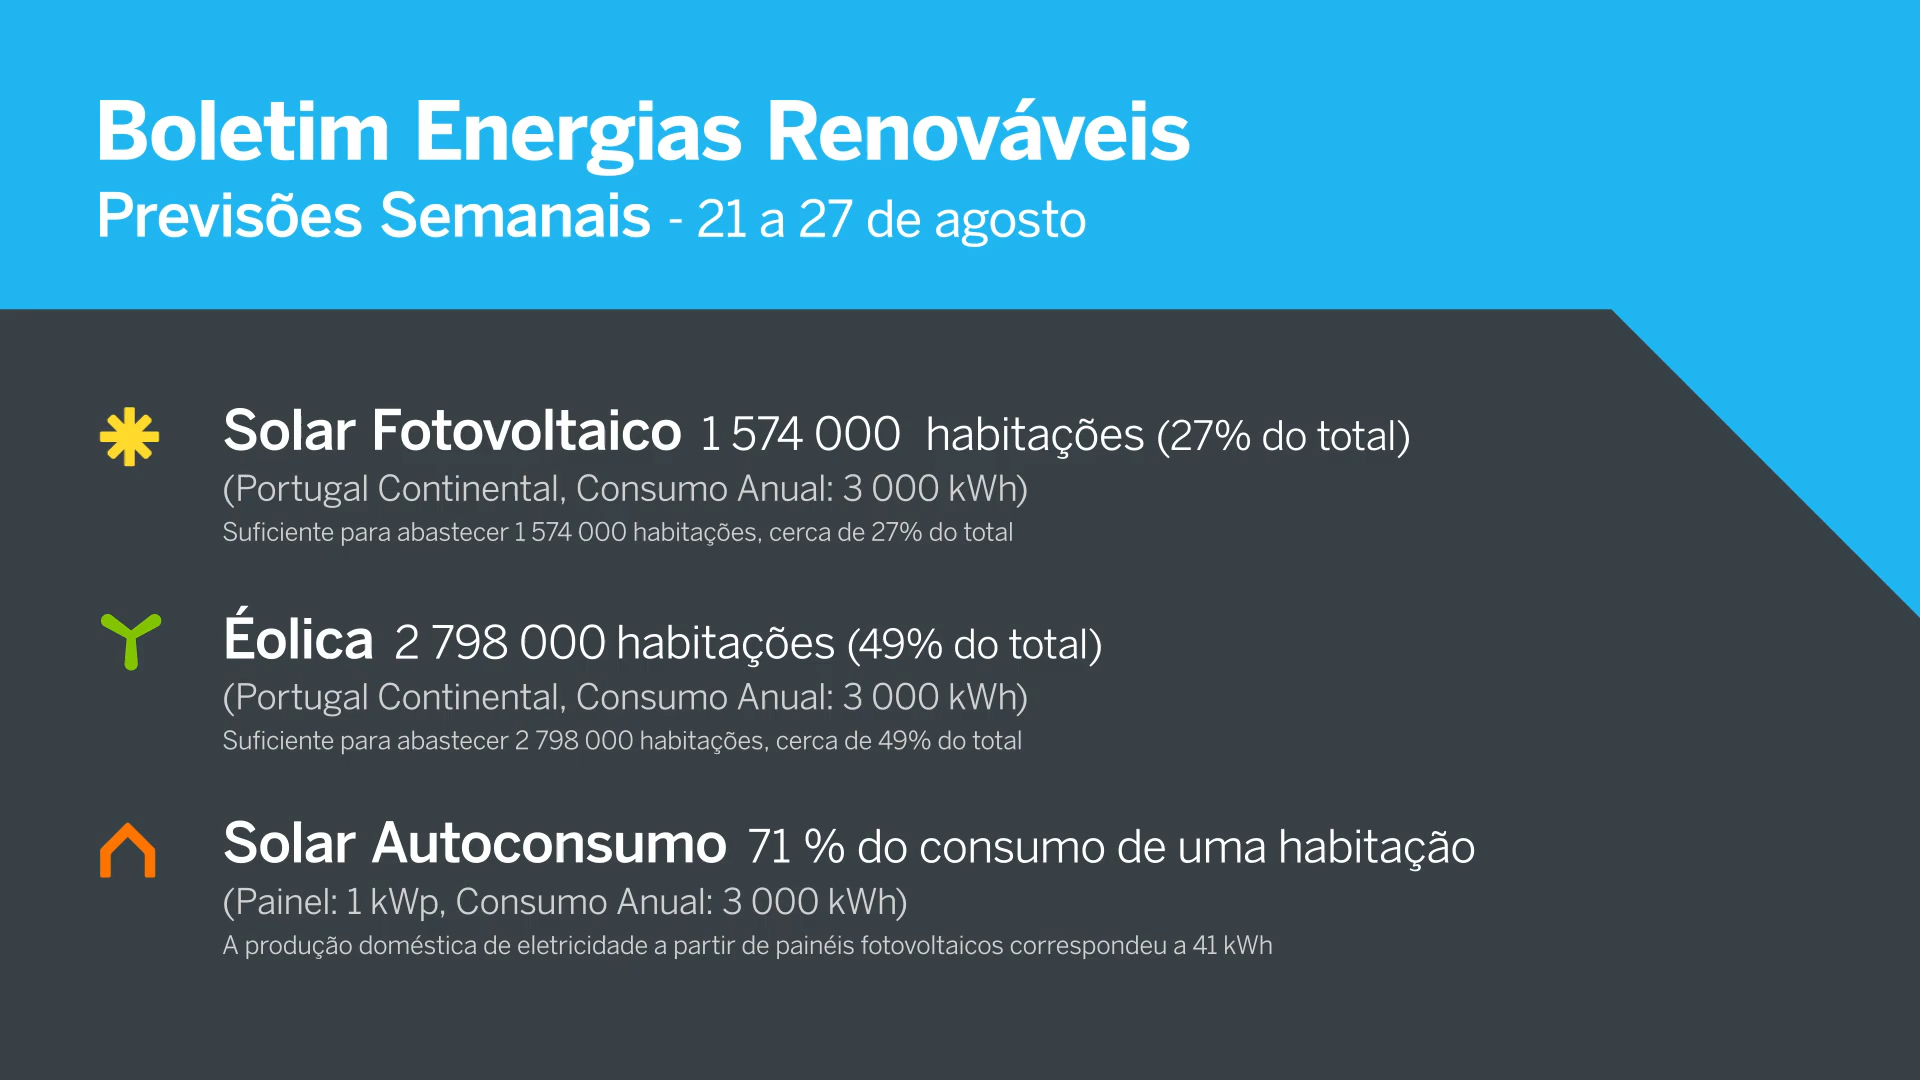 Boletim Energias Renováveis
Previsões Semanais - 21 a 27 de agosto
Solar Fotovoltaico 1 574 000 habitações (27% do total)
(Portugal Continental, Consumo Anual: 3 000 kWh)
Suficiente para abastecer 1 574 000 habitações, cerca de 27% do total
Éolica 2 798 000 habitações (49% do total)
(Portugal Continental, Consumo Anual: 3 000 kWh)
Suficiente para abastecer 2 798 000 habitações, cerca de 49% do total
Solar Autoconsumo 71 % do consumo de uma habitação
(Painel: 1 kWp, Consumo Anual: 3 000 kWh)
A produção doméstica de eletricidade a partir de painéis fotovoltaicos correspondeu a 41 kWh